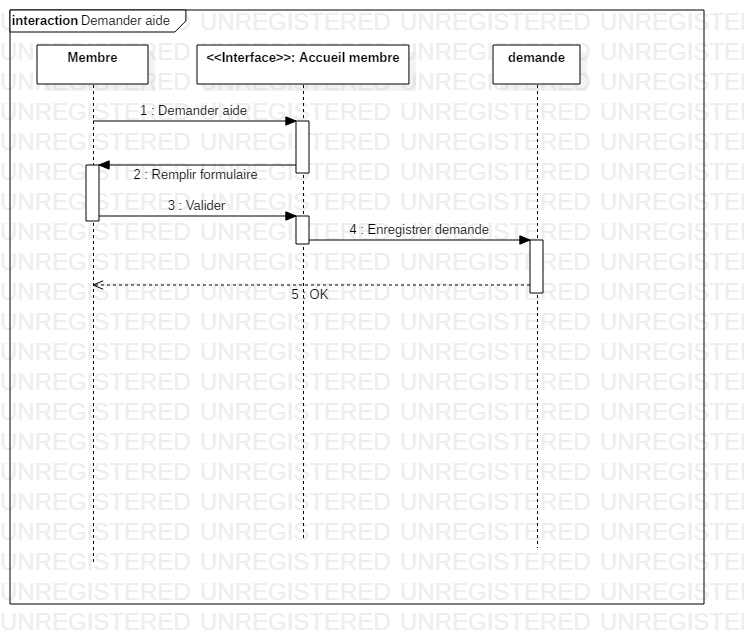 UNREGISTERED UNREGISTERED UNREGISTERED UNREGISTERED
interaction Demander aide
Membre
<<Interface>>: Accueil membre
demande
1 : Demander aide
2 : Remplir formulaire
3 : Valider
4 : Enregistrer demande
5 : OK